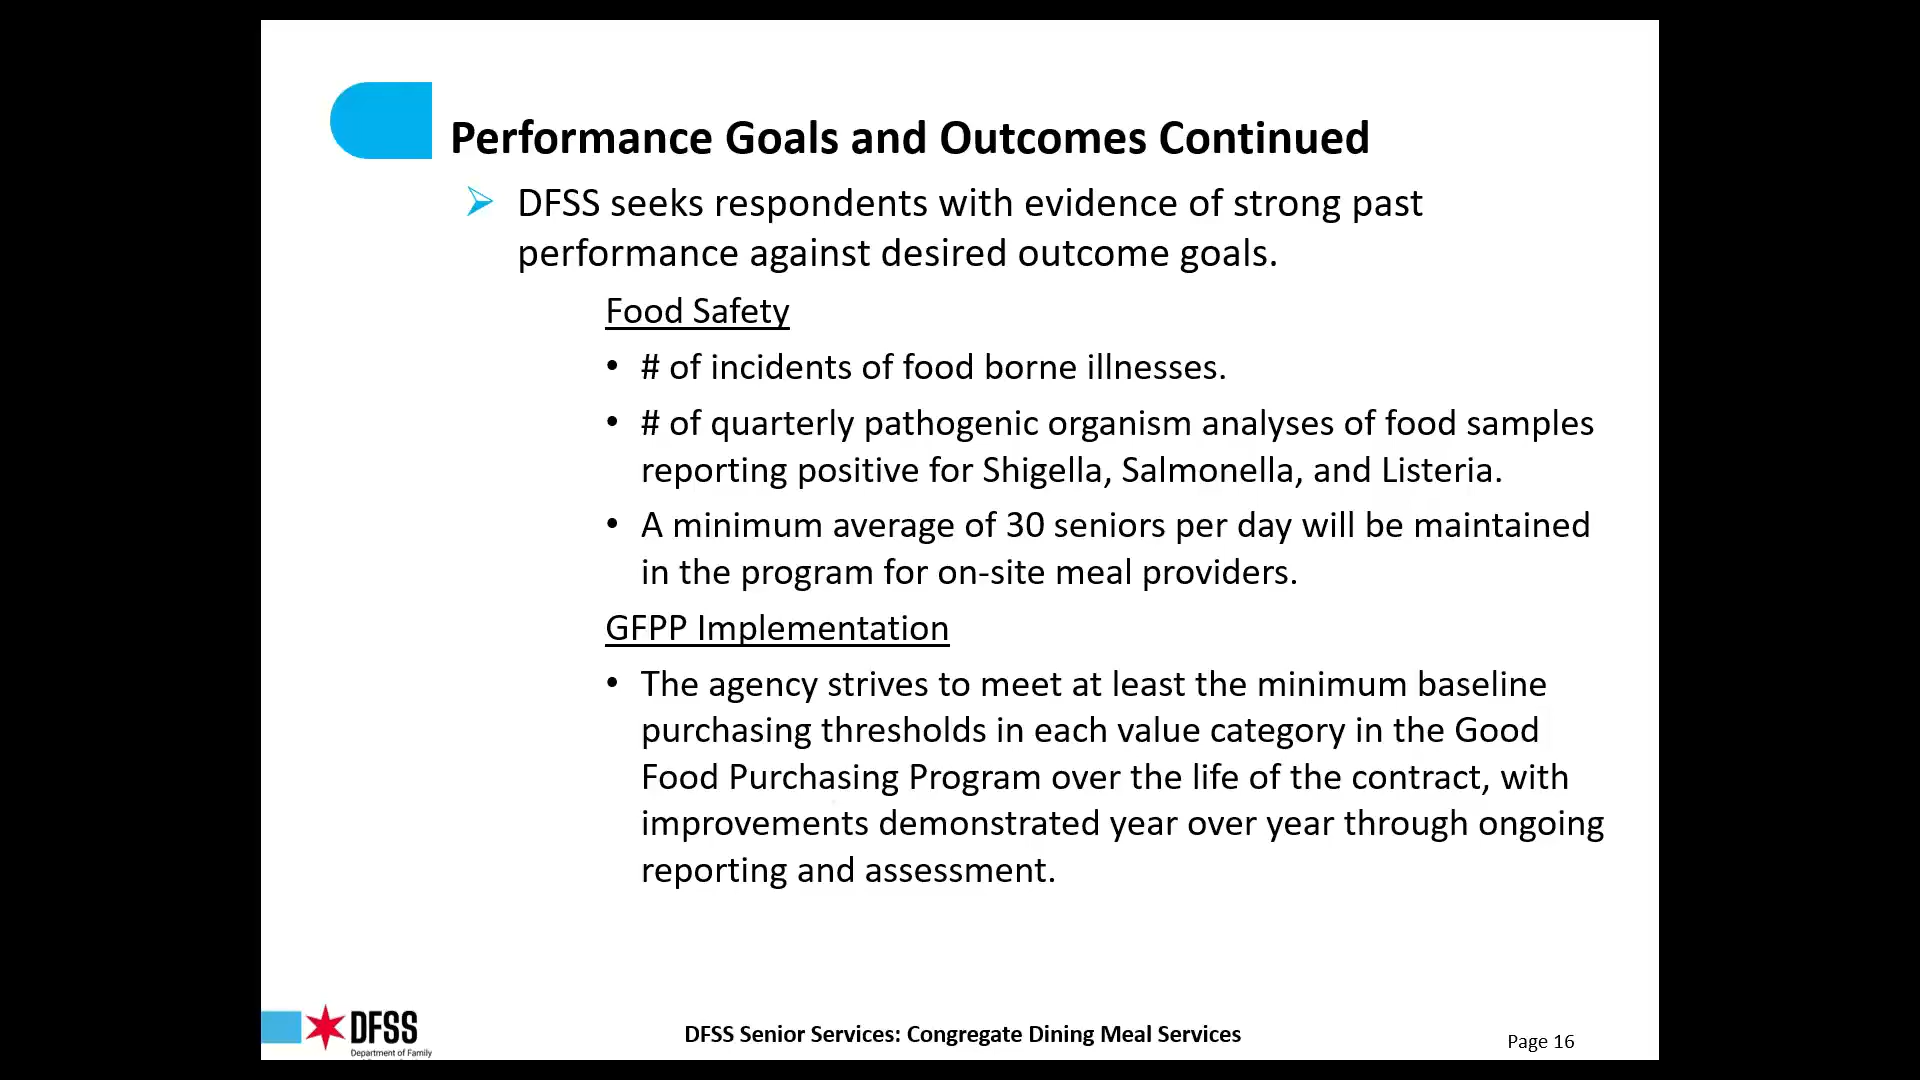 Performance Goals and Outcomes Continued
DFSS seeks respondents with evidence of strong past
performance against desired outcome goals.
Food Safety
• # of incidents of food borne illnesses.
• # of quarterly pathogenic organism analyses of food samples
reporting positive for Shigella, Salmonella, and Listeria.
• A minimum average of 30 seniors per day will be maintained
in the program for on-site meal providers.
GFPP Implementation
• The agency strives to meet at least the minimum baseline
purchasing thresholds in each value category in the Good
Food Purchasing Program over the life of the contract, with
improvements demonstrated year over year through ongoing
reporting and assessment.
DFSS
Department of Family
DFSS Senior Services: Congregate Dining Meal Services
Page 16